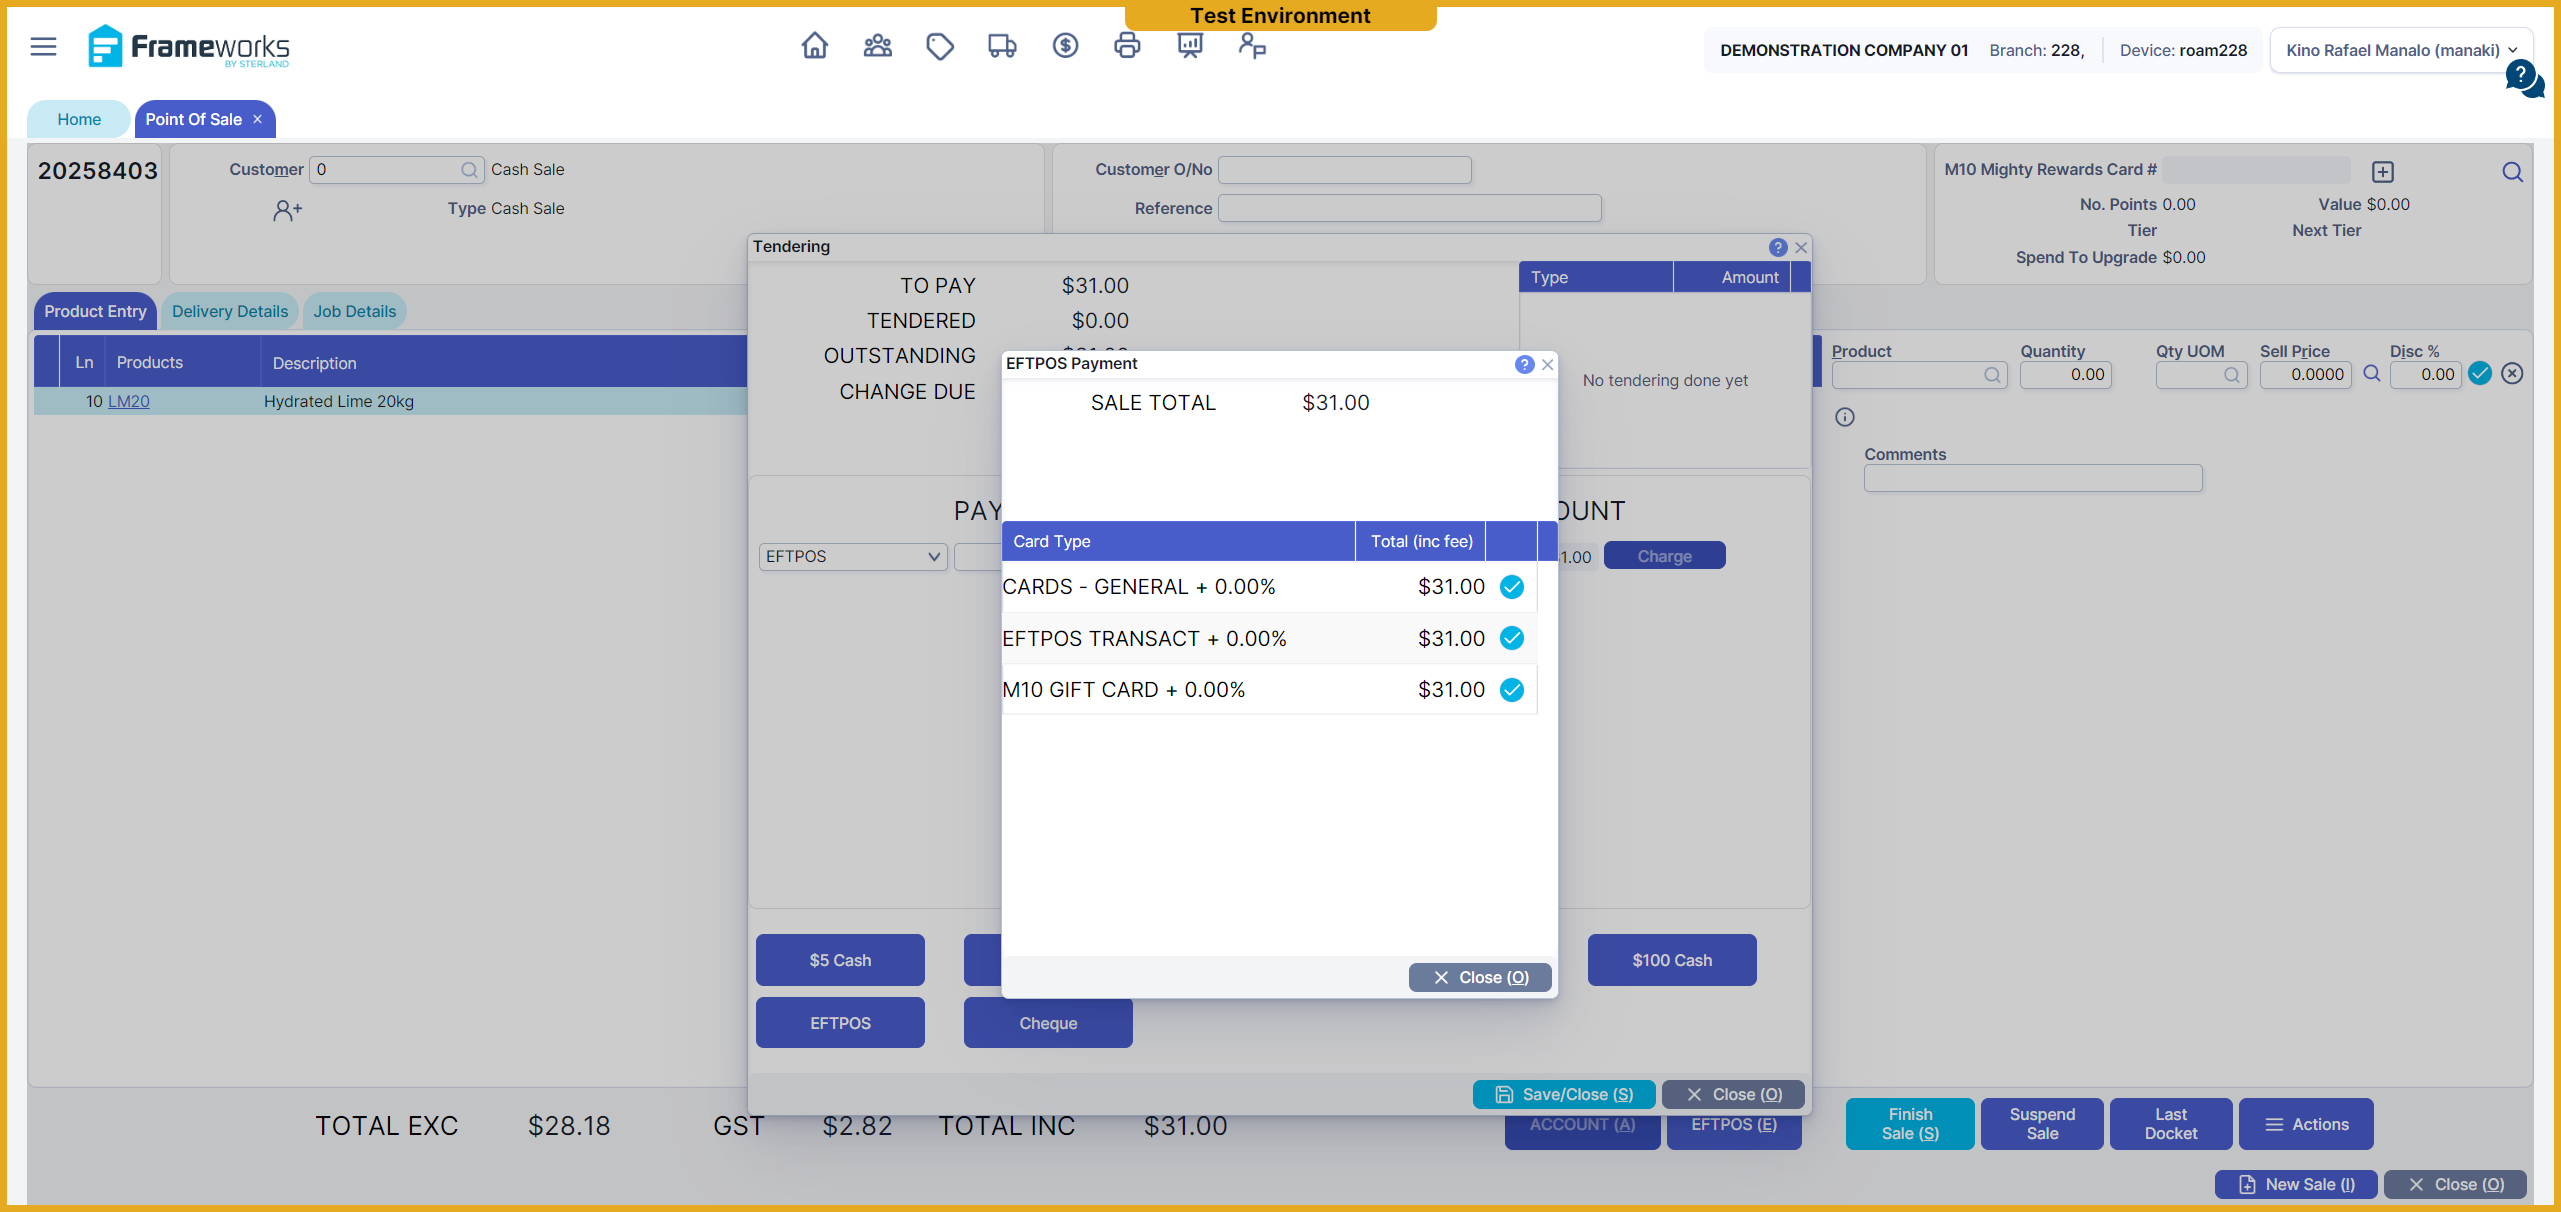 Test Environment
Frameworks
BY STERLAND
DEMONSTRATION COMPANY 01 Branch: 228, Device: roam228
Kino Rafael Manalo (manaki)
Home
Point Of Sale
20258403
Customer 0 Cash Sale
Type Cash Sale
Customer O/No
Reference
M10 Mighty Rewards Card #
No. Points 0.00 Value $0.00
Tier Next Tier
Spend To Upgrade $0.00
Product Entry Delivery Details Job Details
Ln Products Description
10 LM20 Hydrated Lime 20kg
Product Quantity Qty UOM Sell Price Disc %
0.00 0.0000 0.00
Comments
Tendering
TO PAY $31.00
TENDERED $0.00
OUTSTANDING
CHANGE DUE
Type Amount
No tendering done yet
PAY
OUNT
EFTPOS
1.00 Charge
EFTPOS Payment
SALE TOTAL $31.00
Card Type Total (inc fee)
CARDS - GENERAL + 0.00% $31.00
EFTPOS TRANSACT + 0.00% $31.00
M10 GIFT CARD + 0.00% $31.00
Close (O)
$5 Cash $100 Cash
EFTPOS Cheque
Save/Close (S) Close (O)
TOTAL EXC $28.18 GST $2.82 TOTAL INC $31.00
ACCOUNT (A) EFTPOS (E)
Finish Sale (S)
Suspend Sale
Last Docket
Actions
New Sale (I) Close (O)